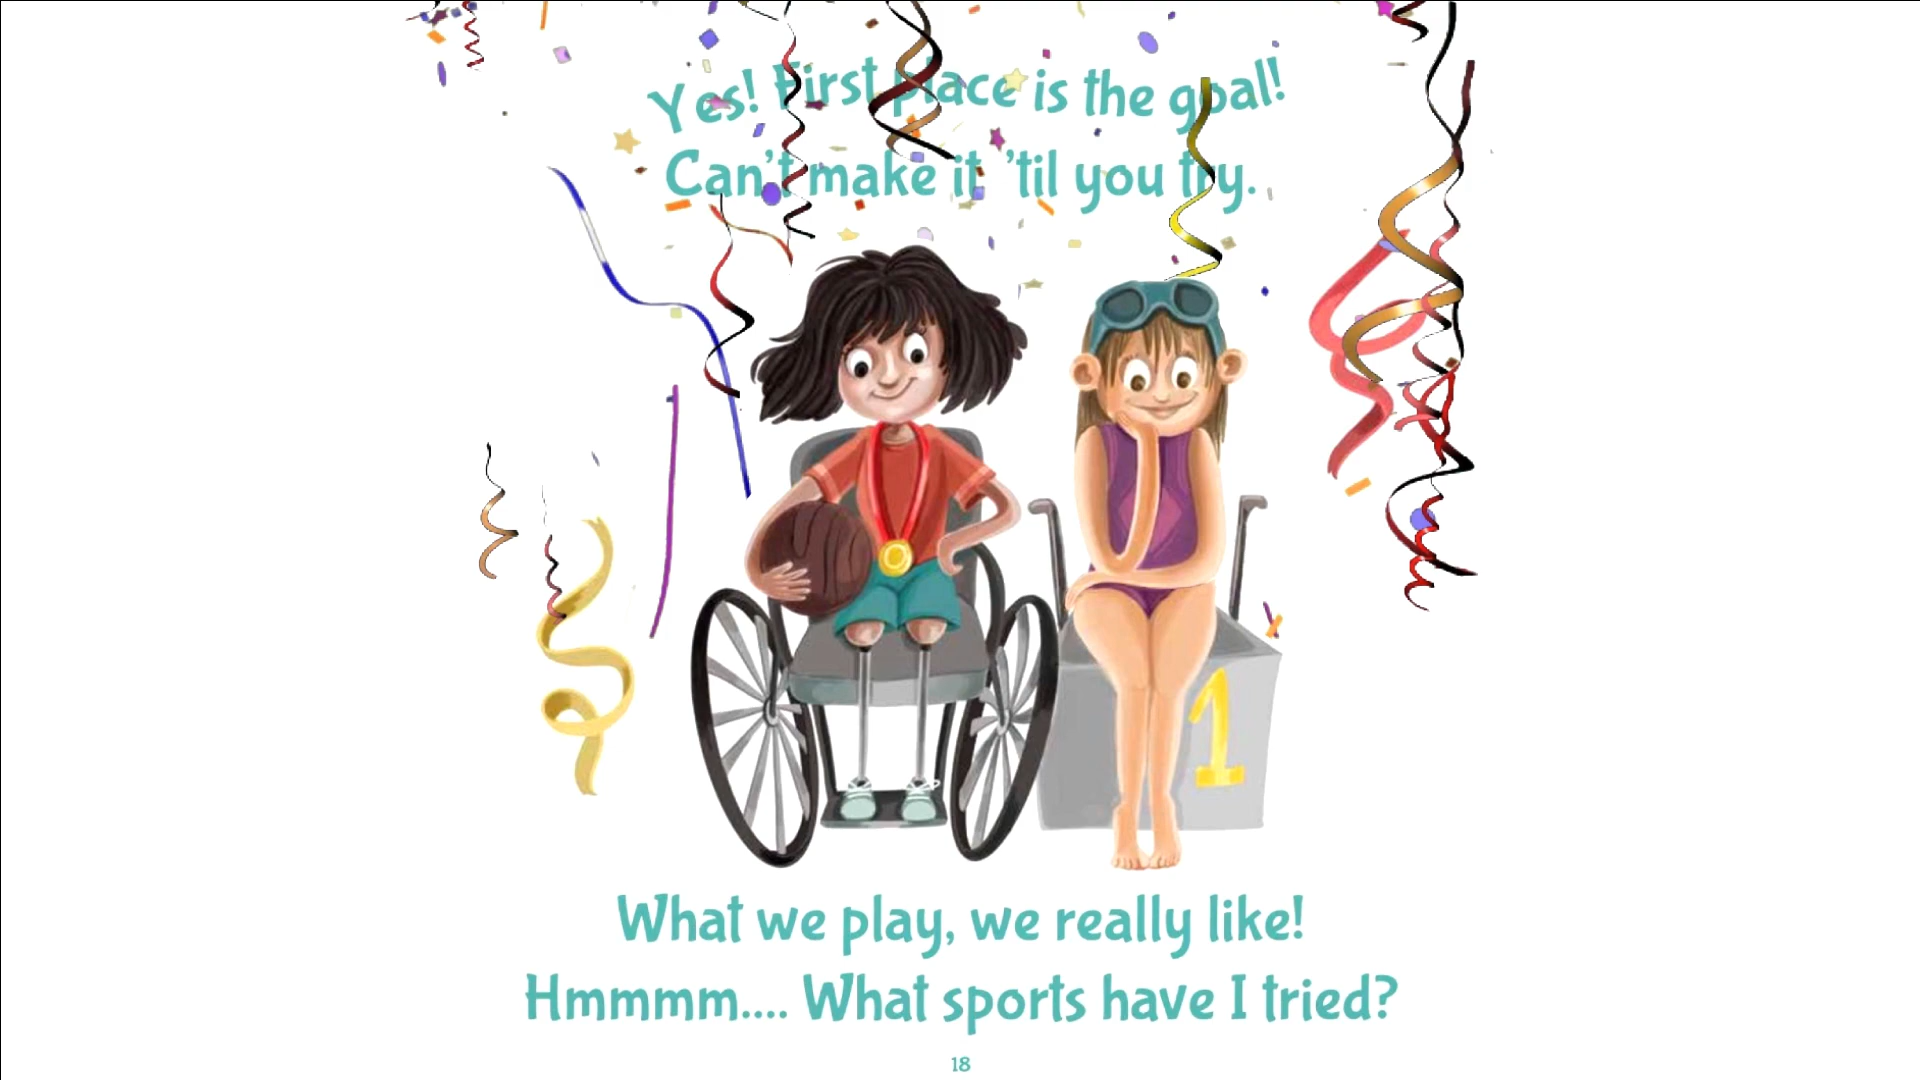 Yes! First place is the goal!
Can't make it 'til you try.
1
What we play, we really like!
Hmmmm.... What sports have I tried?
18